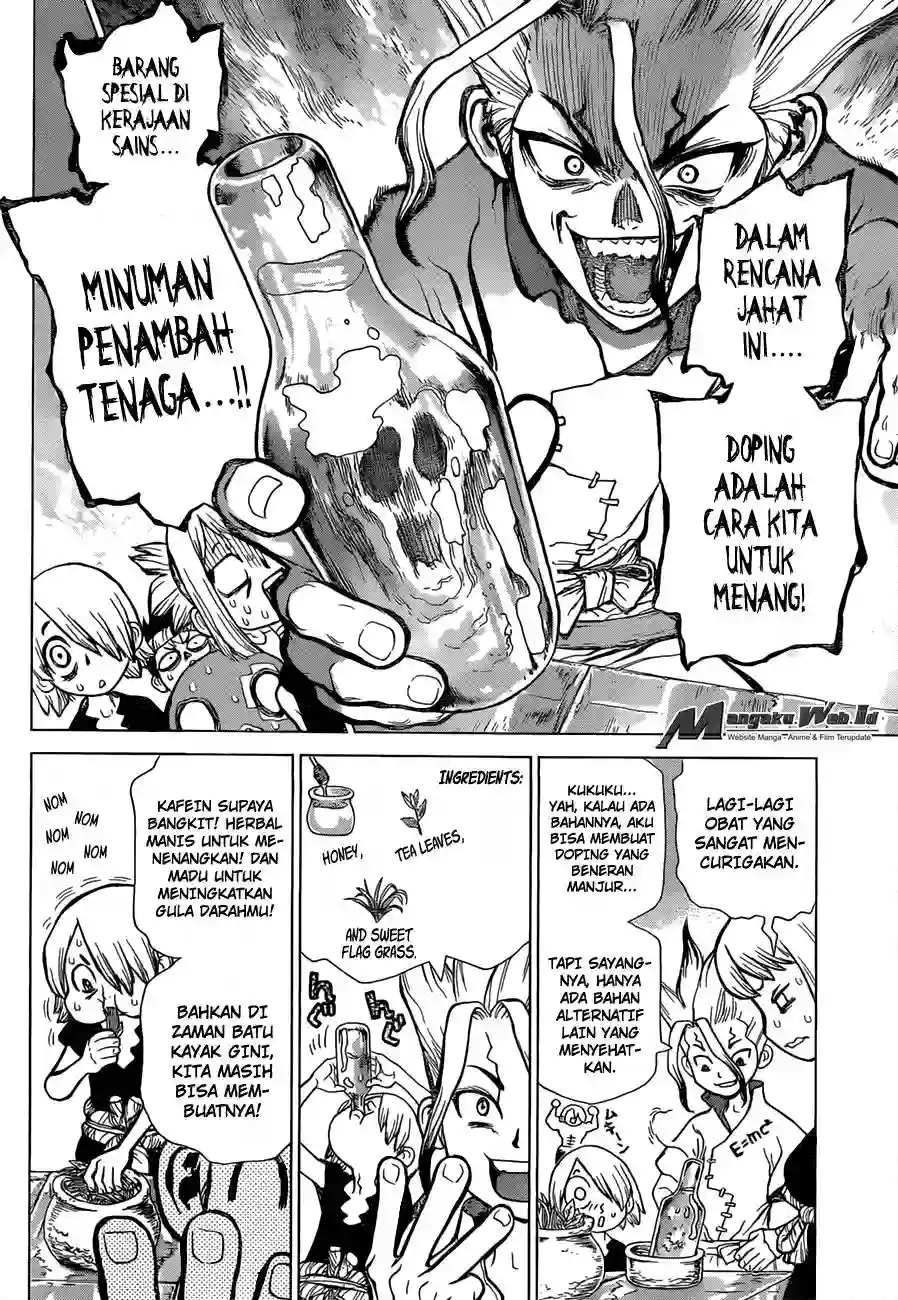 DALAM
RENCANA
JAHAT
INI....
DOPING
ADALAH
CARA KITA
UNTUK
MENANG!
BARANG
SPESIAL DI
KERAJAAN
SAINS...
MINUMAN
PENAMBAH
TENAGA...!!
Mangaku.Web.Id
Website Manga - Anime & Film Terupdate
LAGI-LAGI
OBAT YANG
SANGAT MEN-
CURIGAKAN.
KUKUKU...
YAH, KALAU ADA
BAHANNYA, AKU
BISA MEMBUAT
DOPING YANG
BENERAN
MANJUR...
TAPI SAYANG-
NYA, HANYA
ADA BAHAN
ALTERNATIF
LAIN YANG
MENYEHAT-
KAN.
E=mc²
INGREDIENTS:
HONEY,
TEA LEAVES,
AND SWEET
FLAG GRASS.
KAFEIN SUPAYA
BANGKIT! HERBAL
MANIS UNTUK ME-
NENANGKAN! DAN
MADU UNTUK
MENINGKATKAN
GULA DARAHMU!
BAHKAN DI
ZAMAN BATU
KAYAK GINI,
KITA MASIH
BISA MEM-
BUATNYA!
NOM
NOM
NOM
NOM
NOM